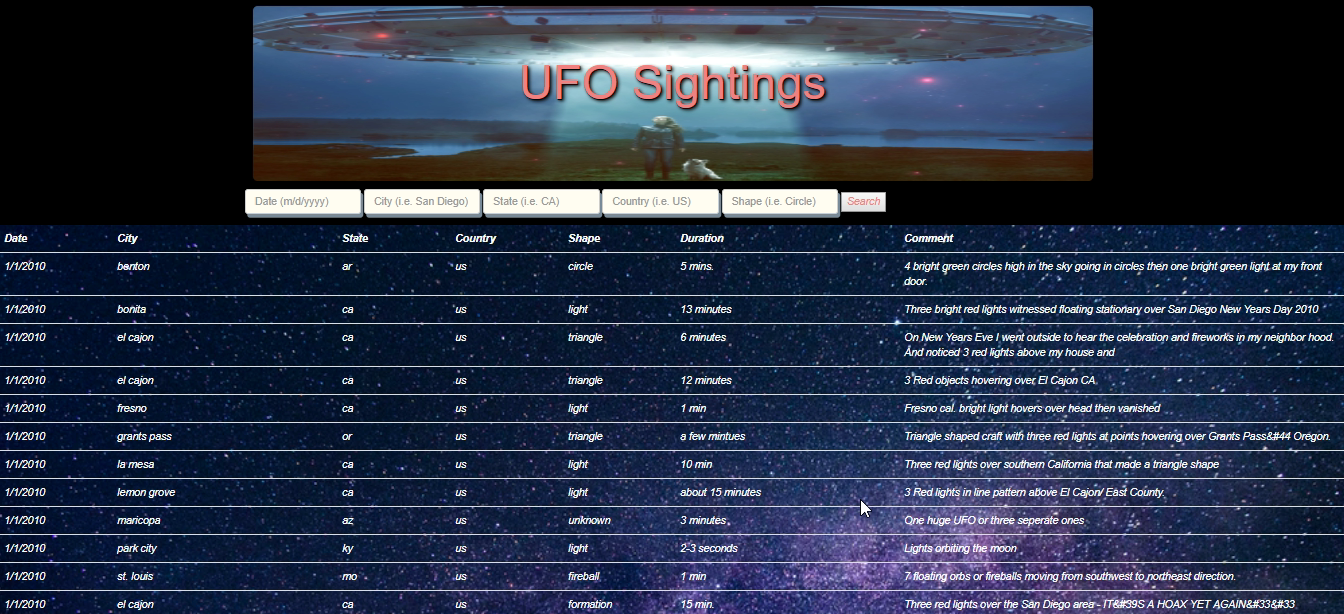 UFO Sightings
Date (m/d/yyyy) City (i.e. San Diego) State (i.e. CA) Country (i.e. US) Shape (i.e. Circle) Search
Date City State Country Shape Duration Comment
1/1/2010 benton ar us circle 5 mins. 4 bright green circles high in the sky going in circles then one bright green light at my front
door.
1/1/2010 bonita ca us light 13 minutes Three bright red lights witnessed floating stationary over San Diego New Years Day 2010
1/1/2010 el cajon ca us triangle 6 minutes On New Years Eve I went outside to hear the celebration and fireworks in my neighbor hood.
And noticed 3 red lights above my house and
1/1/2010 el cajon ca us triangle 12 minutes 3 Red objects hovering over El Cajon CA
1/1/2010 fresno ca us light 1 min Fresno cal. bright light hovers over head then vanished
1/1/2010 grants pass or us triangle a few mintues Triangle shaped craft with three red lights at points hovering over Grants Pass&#44 Oregon.
1/1/2010 la mesa ca us light 10 min Three red lights over southern California that made a triangle shape
1/1/2010 lemon grove ca us light about 15 minutes 3 Red lights in line pattern above El Cajon/ East County.
1/1/2010 maricopa az us unknown 3 minutes One huge UFO or three seperate ones
1/1/2010 park city ky us light 2-3 seconds Lights orbiting the moon
1/1/2010 st. louis mo us fireball 1 min 7 floating orbs or fireballs moving from southwest to northeast direction.
1/1/2010 el cajon ca us formation 15 min. Three red lights over the San Diego area - IT&#39S A HOAX YET AGAIN&#33&#33